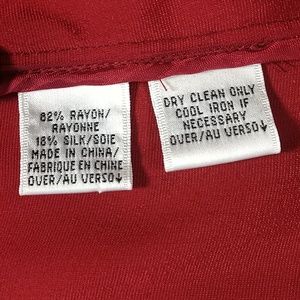 82% RAYON/
RAYONNE
18% SILK/SOIE
MADE IN CHINA/
FABRIQUE EN CHINE
OVER/AU VERSO↓
DRY CLEAN ONLY
COOL IRON IF
NECESSARY
OVER/AU VERSO↓